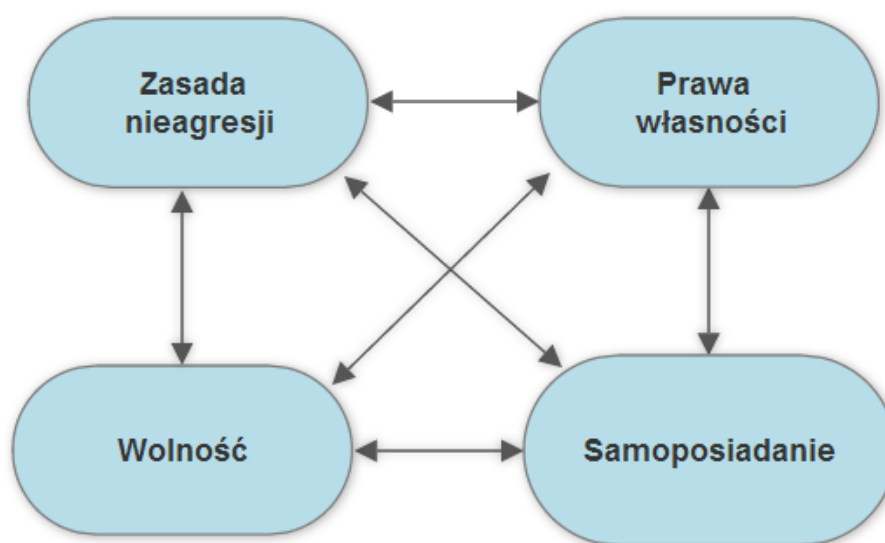 Zasada
nieagresji
Prawa
własności
Wolność
Samoposiadanie